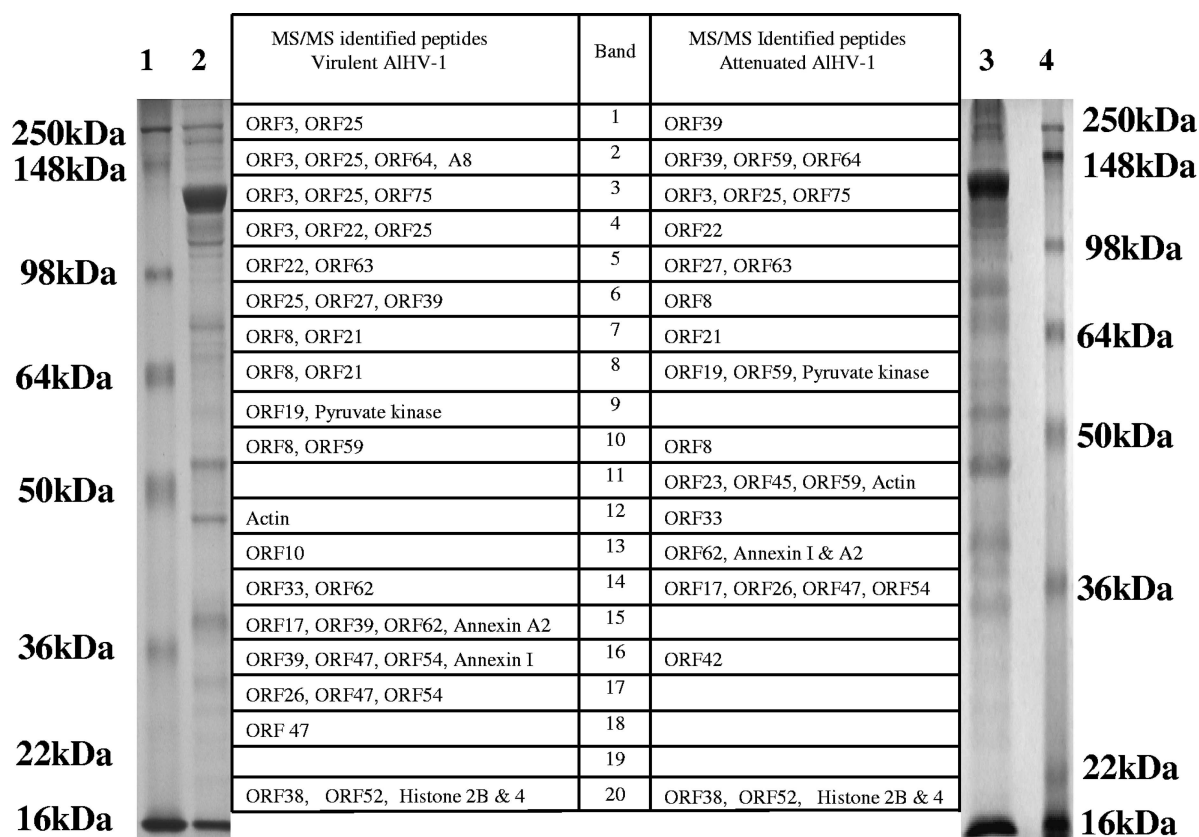 1 2
MS/MS identified peptides
Virulent AlHV-1
Band
MS/MS Identified peptides
Attenuated AlHV-1
3 4
250kDa
148kDa
98kDa
64kDa
50kDa
36kDa
22kDa
16kDa
ORF3, ORF25 1 ORF39
ORF3, ORF25, ORF64, A8 2 ORF39, ORF59, ORF64
ORF3, ORF25, ORF75 3 ORF3, ORF25, ORF75
ORF3, ORF22, ORF25 4 ORF22
ORF22, ORF63 5 ORF27, ORF63
ORF25, ORF27, ORF39 6 ORF8
ORF8, ORF21 7 ORF21
ORF8, ORF21 8 ORF19, ORF59, Pyruvate kinase
ORF19, Pyruvate kinase 9
ORF8, ORF59 10 ORF8
11 ORF23, ORF45, ORF59, Actin
Actin 12 ORF33
ORF10 13 ORF62, Annexin I & A2
ORF33, ORF62 14 ORF17, ORF26, ORF47, ORF54
ORF17, ORF39, ORF62, Annexin A2 15
ORF39, ORF47, ORF54, Annexin I 16 ORF42
ORF26, ORF47, ORF54 17
ORF 47 18
19
ORF38, ORF52, Histone 2B & 4 20 ORF38, ORF52, Histone 2B & 4
250kDa
148kDa
98kDa
64kDa
50kDa
36kDa
22kDa
16kDa